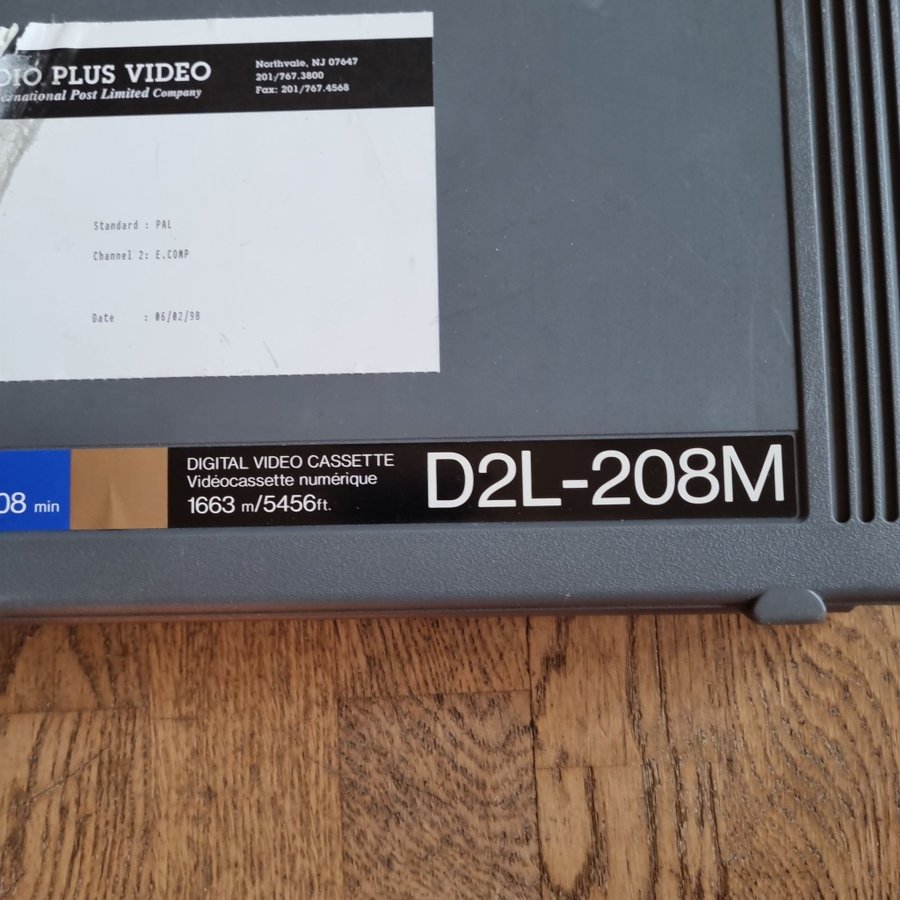 DIO PLUS VIDEO
ernational Post Limited Company
Northvale, NJ 07647
201/767.3800
Fax: 201/767.4568
Standard : PAL
Channel 2: E.COMP
Date : 06/02/98
08 min
DIGITAL VIDEO CASSETTE
Vidéocassette numérique
1663 m/5456ft.
D2L-208M